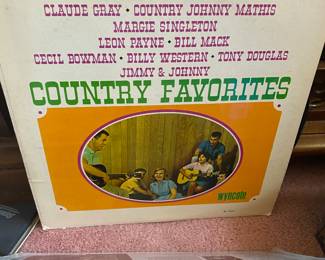 CLAUDE GRAY • COUNTRY JOHNNY MATHIS
MARGIE SINGLETON
LEON PAYNE • BILL MACK
CECIL BOWMAN • BILLY WESTERN • TONY DOUGLAS
JIMMY & JOHNNY
COUNTRY FAVORITES
WYNCOTE